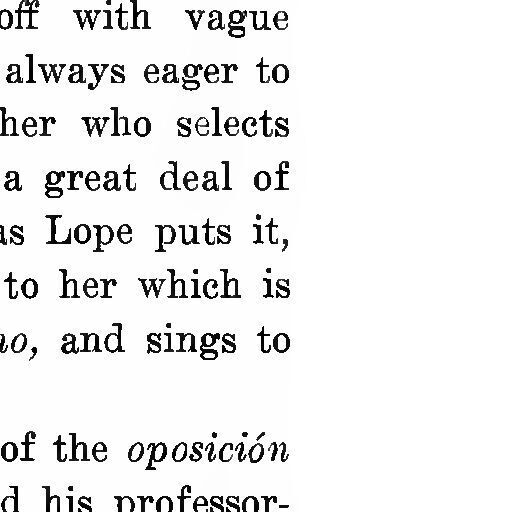 off with vague
always eager to
her who selects
a great deal of
as Lope puts it,
to her which is
no, and sings to
of the oposición
d his professor-